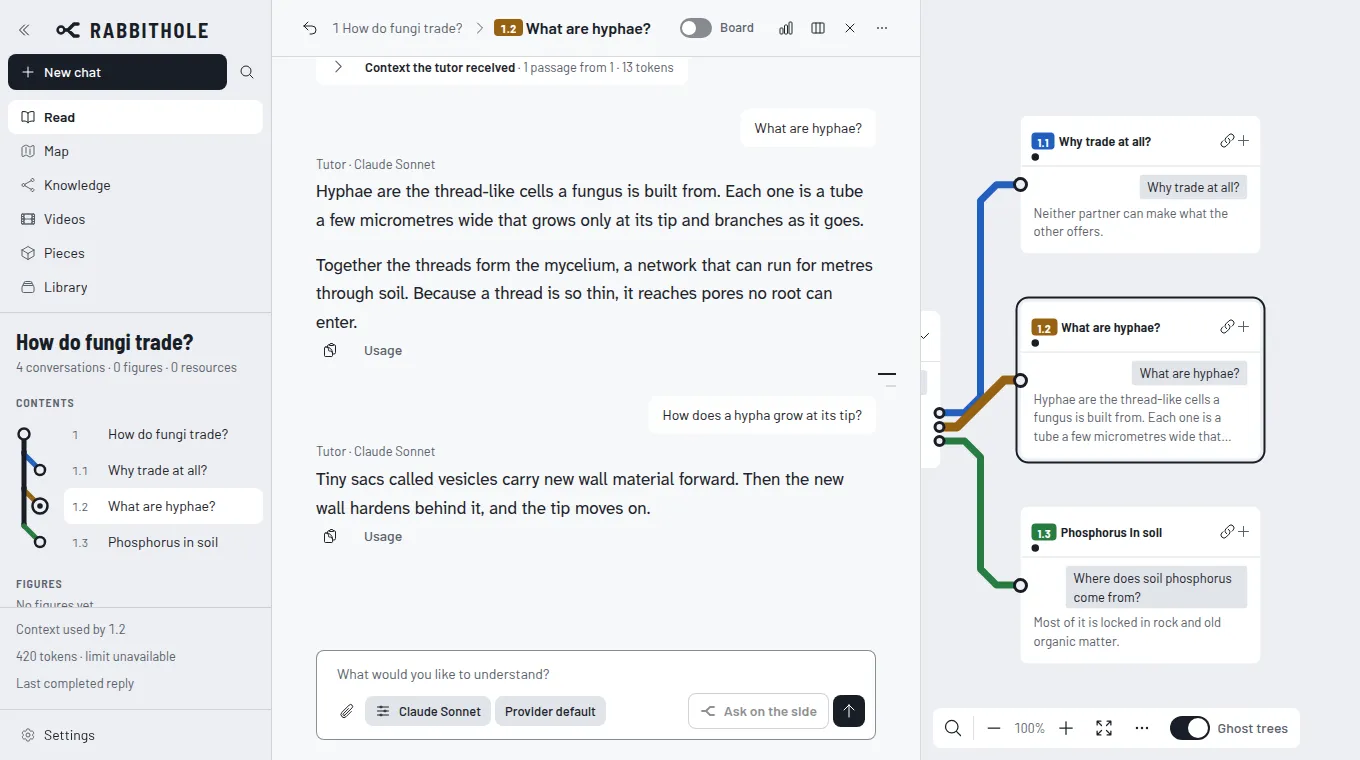 RABBITHOLE
New chat
Read
Map
Knowledge
Videos
Pieces
Library
How do fungi trade?
4 conversations · 0 figures · 0 resources
CONTENTS
1 How do fungi trade?
1.1 Why trade at all?
1.2 What are hyphae?
1.3 Phosphorus in soil
FIGURES
No figures yet
Context used by 1.2
420 tokens · limit unavailable
Last completed reply
Settings
1 How do fungi trade? 1.2 What are hyphae? Board
Context the tutor received · 1 passage from 1 · 13 tokens
What are hyphae?
Tutor · Claude Sonnet
Hyphae are the thread-like cells a fungus is built from. Each one is a tube
a few micrometres wide that grows only at its tip and branches as it goes.
Together the threads form the mycelium, a network that can run for metres
through soil. Because a thread is so thin, it reaches pores no root can
enter.
Usage
How does a hypha grow at its tip?
Tutor · Claude Sonnet
Tiny sacs called vesicles carry new wall material forward. Then the new
wall hardens behind it, and the tip moves on.
Usage
What would you like to understand?
Claude Sonnet Provider default Ask on the side
1.1 Why trade at all?
Why trade at all?
Neither partner can make what the
other offers.
1.2 What are hyphae?
What are hyphae?
Hyphae are the thread-like cells a
fungus is built from. Each one is a
tube a few micrometres wide that...
1.3 Phosphorus in soil
Where does soil phosphorus
come from?
Most of it is locked in rock and old
organic matter.
100% Ghost trees